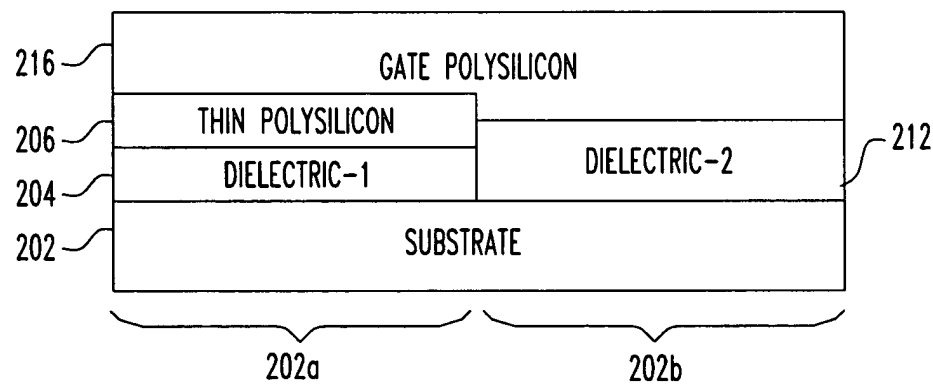 216
GATE POLYSILICON
206
THIN POLYSILICON
204
DIELECTRIC-1
DIELECTRIC-2
212
202
SUBSTRATE
202a
202b